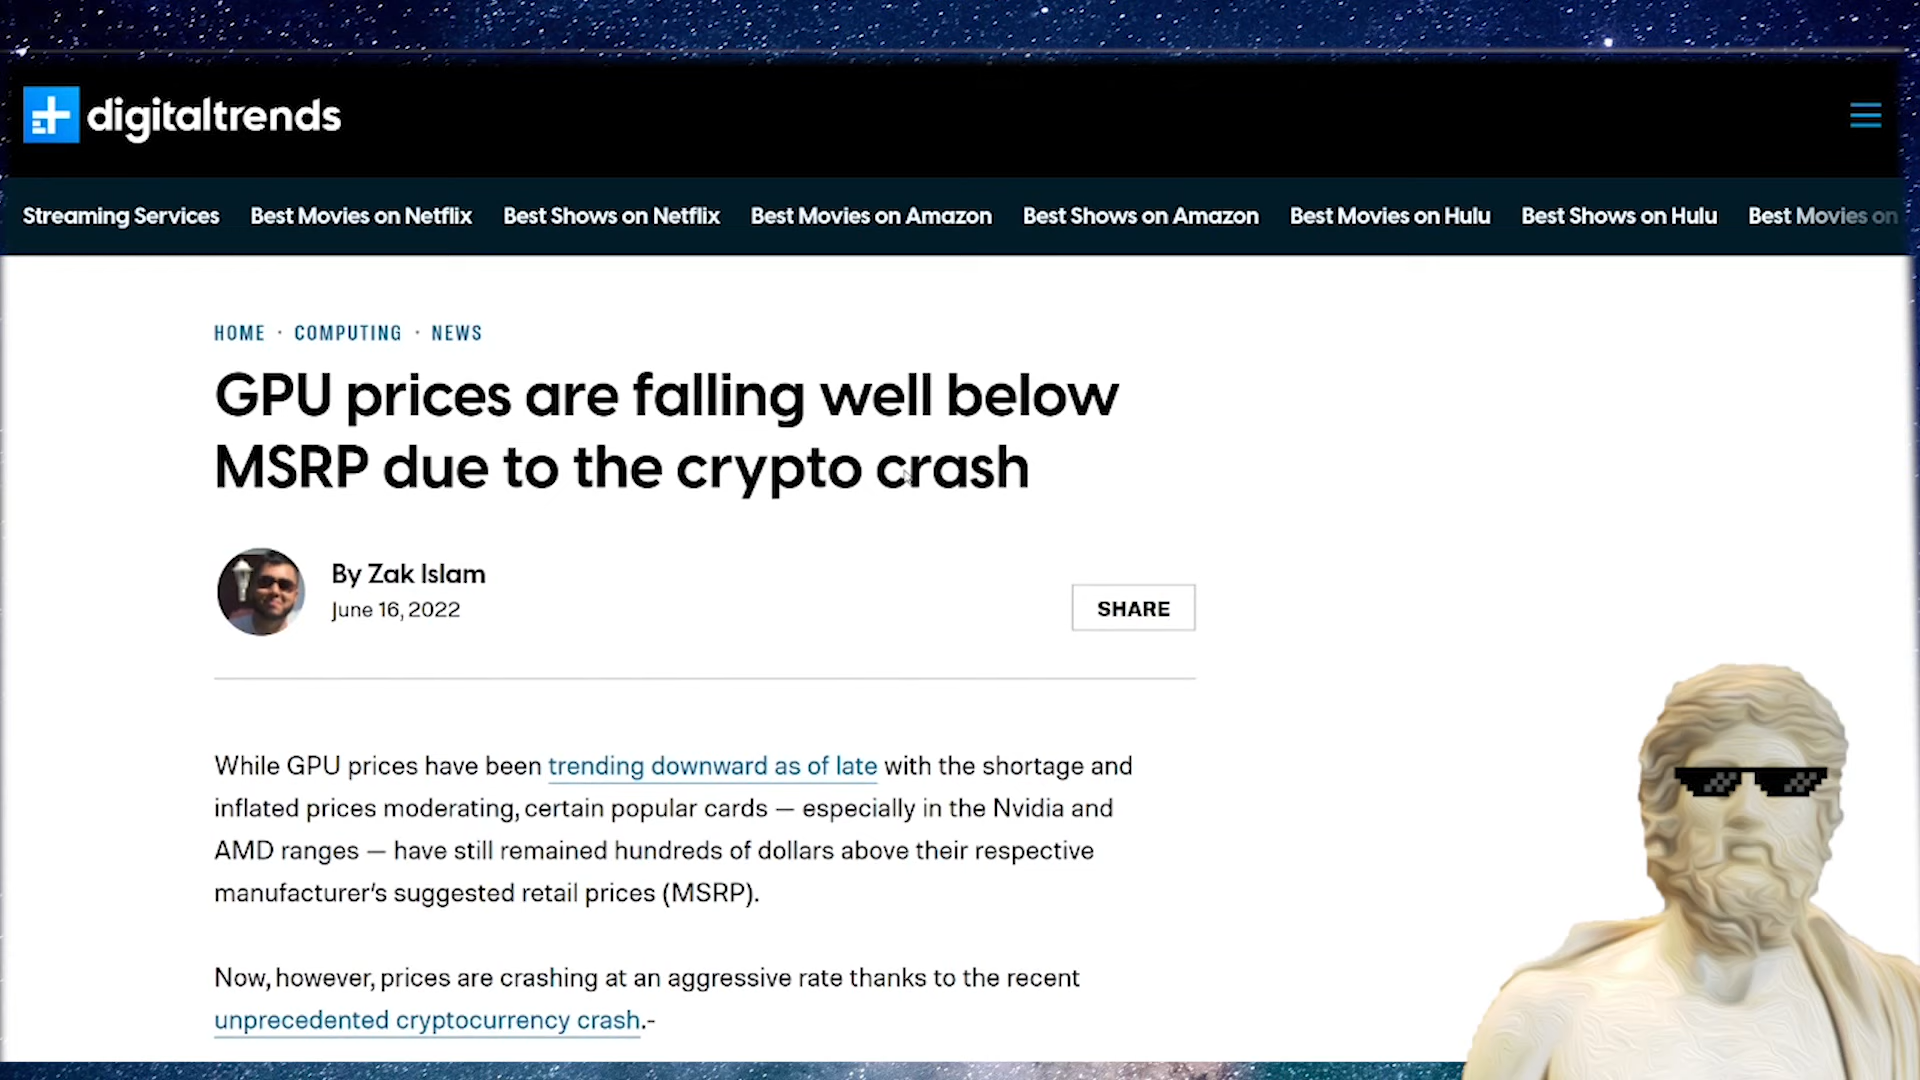 digitaltrends
Streaming Services Best Movies on Netflix Best Shows on Netflix Best Movies on Amazon Best Shows on Amazon Best Movies on Hulu Best Shows on Hulu Best Movies on
HOME · COMPUTING · NEWS
GPU prices are falling well below
MSRP due to the crypto crash
By Zak Islam
June 16, 2022
SHARE
While GPU prices have been trending downward as of late with the shortage and
inflated prices moderating, certain popular cards — especially in the Nvidia and
AMD ranges — have still remained hundreds of dollars above their respective
manufacturer's suggested retail prices (MSRP).
Now, however, prices are crashing at an aggressive rate thanks to the recent
unprecedented cryptocurrency crash.-